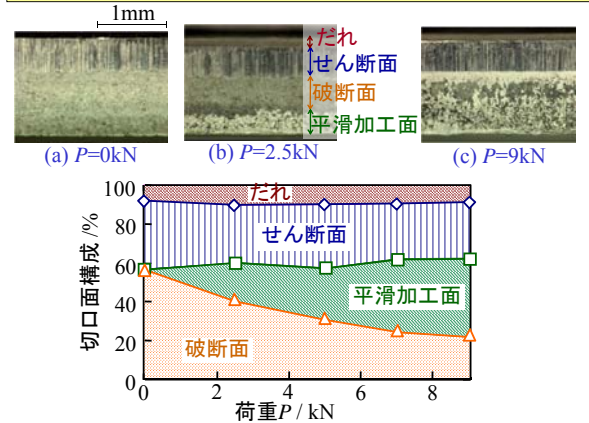 1mm
だれ
せん断面
破断面
平滑加工面
(a) P=0kN
(b) P=2.5kN
(c) P=9kN
切口面構成 /%
100
80
60
40
20
0
だれ
せん断面
平滑加工面
破断面
0 2 4 6 8
荷重P / kN